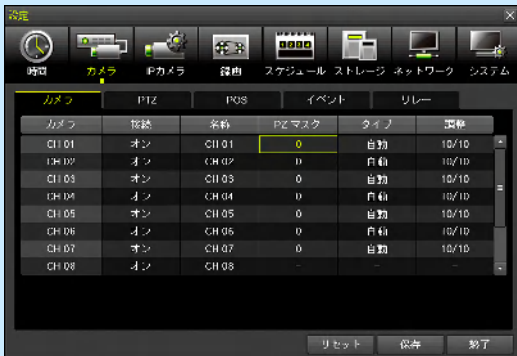 設定
時間 カメラ IPカメラ 録画 スケジュール ストレージ ネットワーク システム
カメラ PTZ POS イベント リレー
カメラ 接続 名称 PZマスク タイプ 調整
CH 01 オン CH 01 0 自動 10/10
CH 02 オン CH 02 0 自動 10/10
CH 03 オン CH 03 0 自動 10/10
CH 04 オン CH 04 0 自動 10/10
CH 05 オン CH 05 0 自動 10/10
CH 06 オン CH 06 0 自動 10/10
CH 07 オン CH 07 0 自動 10/10
CH 08 オン CH 08 – – –
リセット 保存 終了